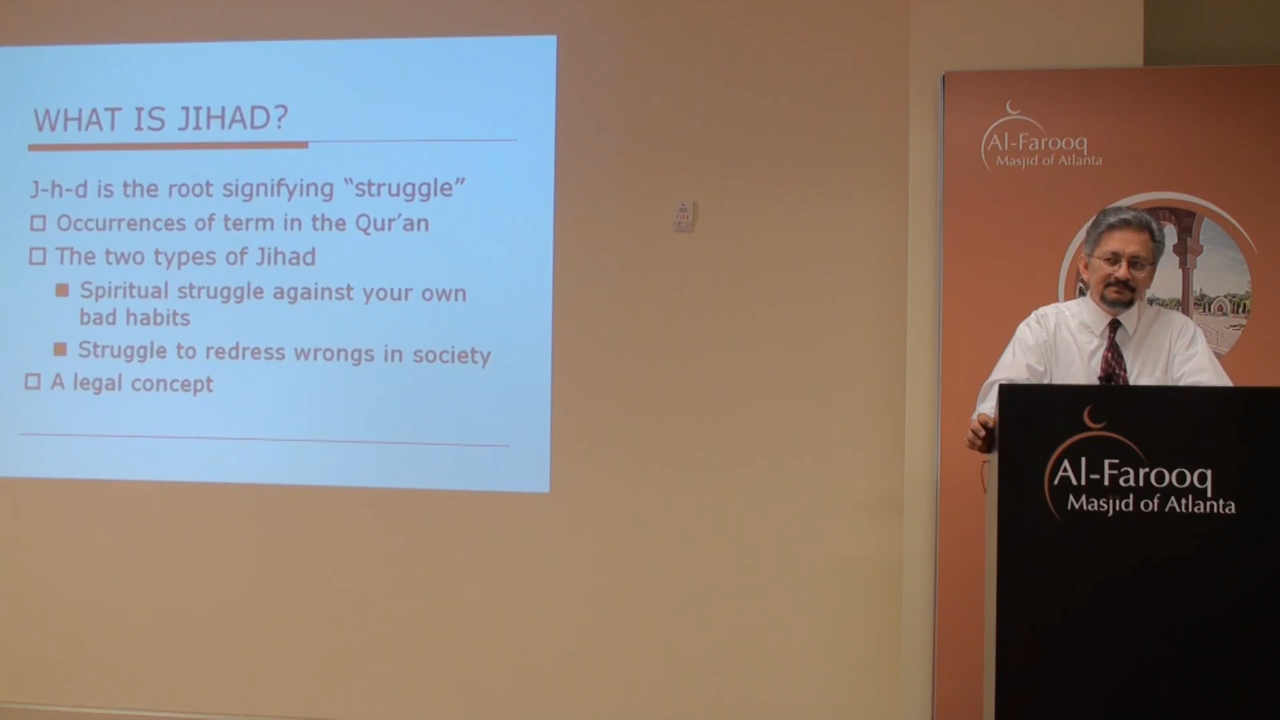 WHAT IS JIHAD?
J-h-d is the root signifying “struggle”
Occurrences of term in the Qur’an
The two types of Jihad
Spiritual struggle against your own
bad habits
Struggle to redress wrongs in society
A legal concept
FIRE
Al-Farooq
Masjid of Atlanta
Al-Farooq
Masjid of Atlanta